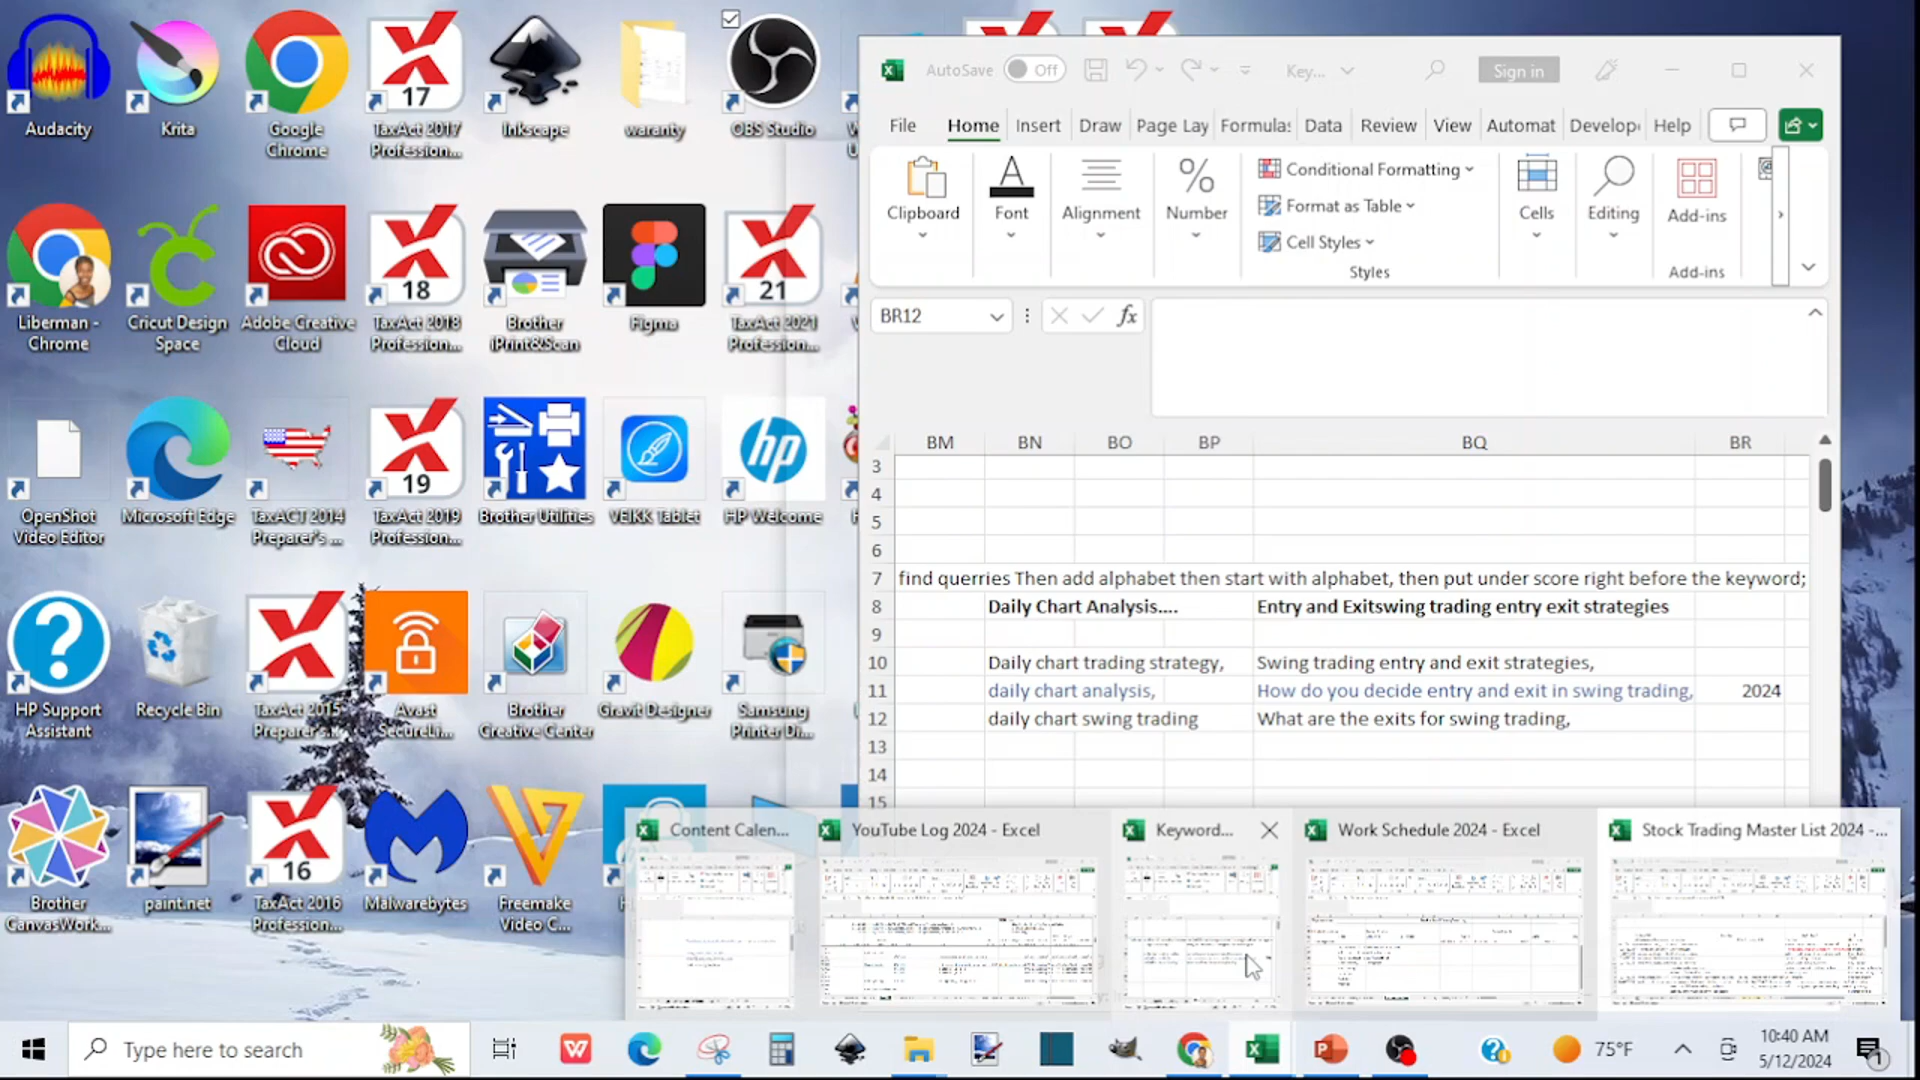 Audacity
Krita
Google
Chrome
TaxAct 2017
Profession...
Inkscape
waranty
OBS Studio
17
Liberman -
Chrome
Cricut Design
Space
Adobe Creative
Cloud
18
TaxAct 2018
Profession...
Brother
iPrint&Scan
Figma
21
TaxAct 2021
Profession...
OpenShot
Video Editor
Microsoft Edge
TaxACT 2014
Preparer's ...
19
TaxAct 2019
Profession...
Brother Utilities
VEIKK Tablet
hp
HP Welcome
HP Support
Assistant
Recycle Bin
TaxAct 2015
Preparer's...
Avast
SecureLi...
Brother
Creative Center
Gravit Designer
Samsung
Printer Di...
Brother
CanvasWork...
paint.net
16
TaxAct 2016
Profession...
Malwarebytes
Freemake
Video C...
AutoSave Off Key... Sign in
File Home Insert Draw Page Lay Formula: Data Review View Automat Develop Help
Clipboard
Font
Alignment
Number
Conditional Formatting
Format as Table
Cell Styles
Styles
Cells
Editing
Add-ins
Add-ins
BR12
fx
BM BN BO BP BQ BR
3
4
5
6
7 find querries Then add alphabet then start with alphabet, then put under score right before the keyword;
8 Daily Chart Analysis.... Entry and Exitswing trading entry exit strategies
9
10 Daily chart trading strategy, Swing trading entry and exit strategies,
11 daily chart analysis, How do you decide entry and exit in swing trading, 2024
12 daily chart swing trading What are the exits for swing trading,
13
14
15
Content Calen...
YouTube Log 2024 - Excel
Keyword...
Work Schedule 2024 - Excel
Stock Trading Master List 2024 -...
Type here to search
75°F
10:40 AM
5/12/2024
1